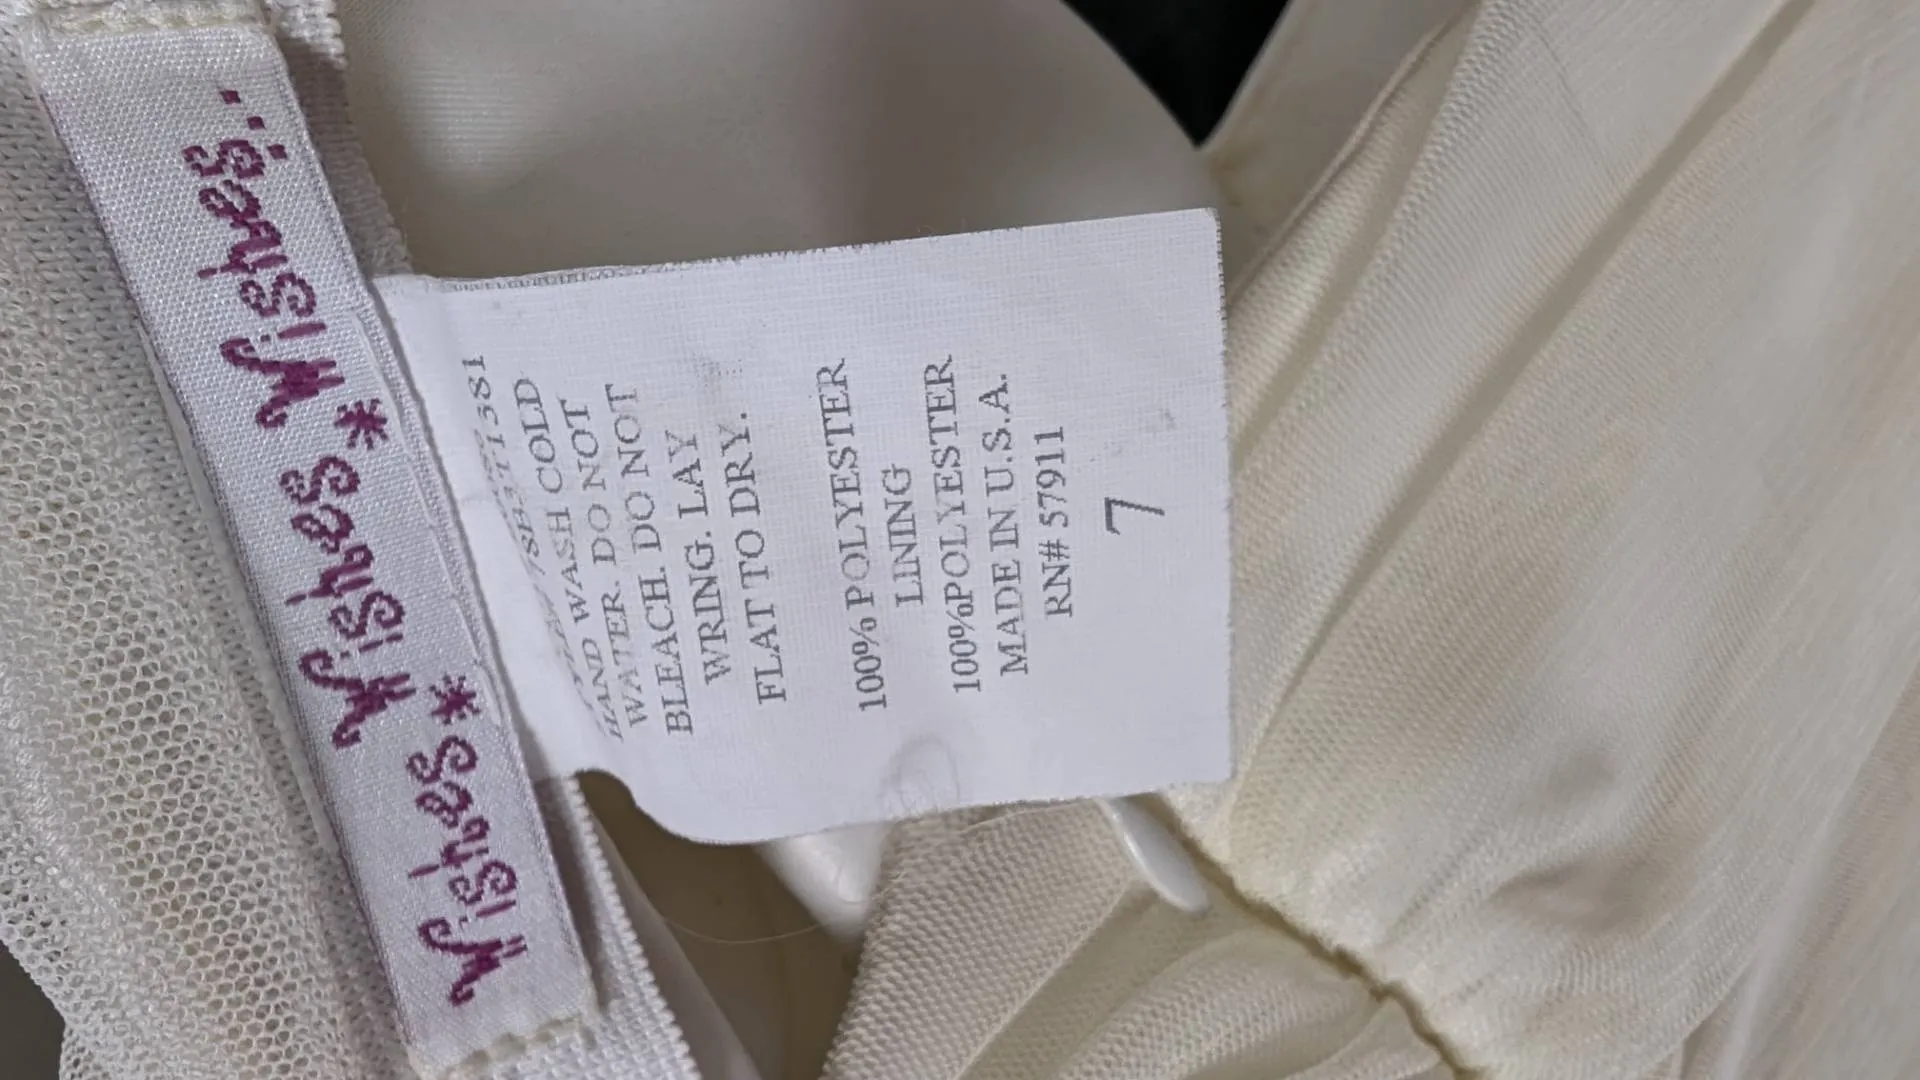 Wishes* Wishes* Wishes..
HAND WASH COLD
WATER. DO NOT
BLEACH. DO NOT
WRING. LAY
FLAT TO DRY.
100% POLYESTER
LINING
100%POLYESTER
MADE IN U.S.A.
RN# 57911
7